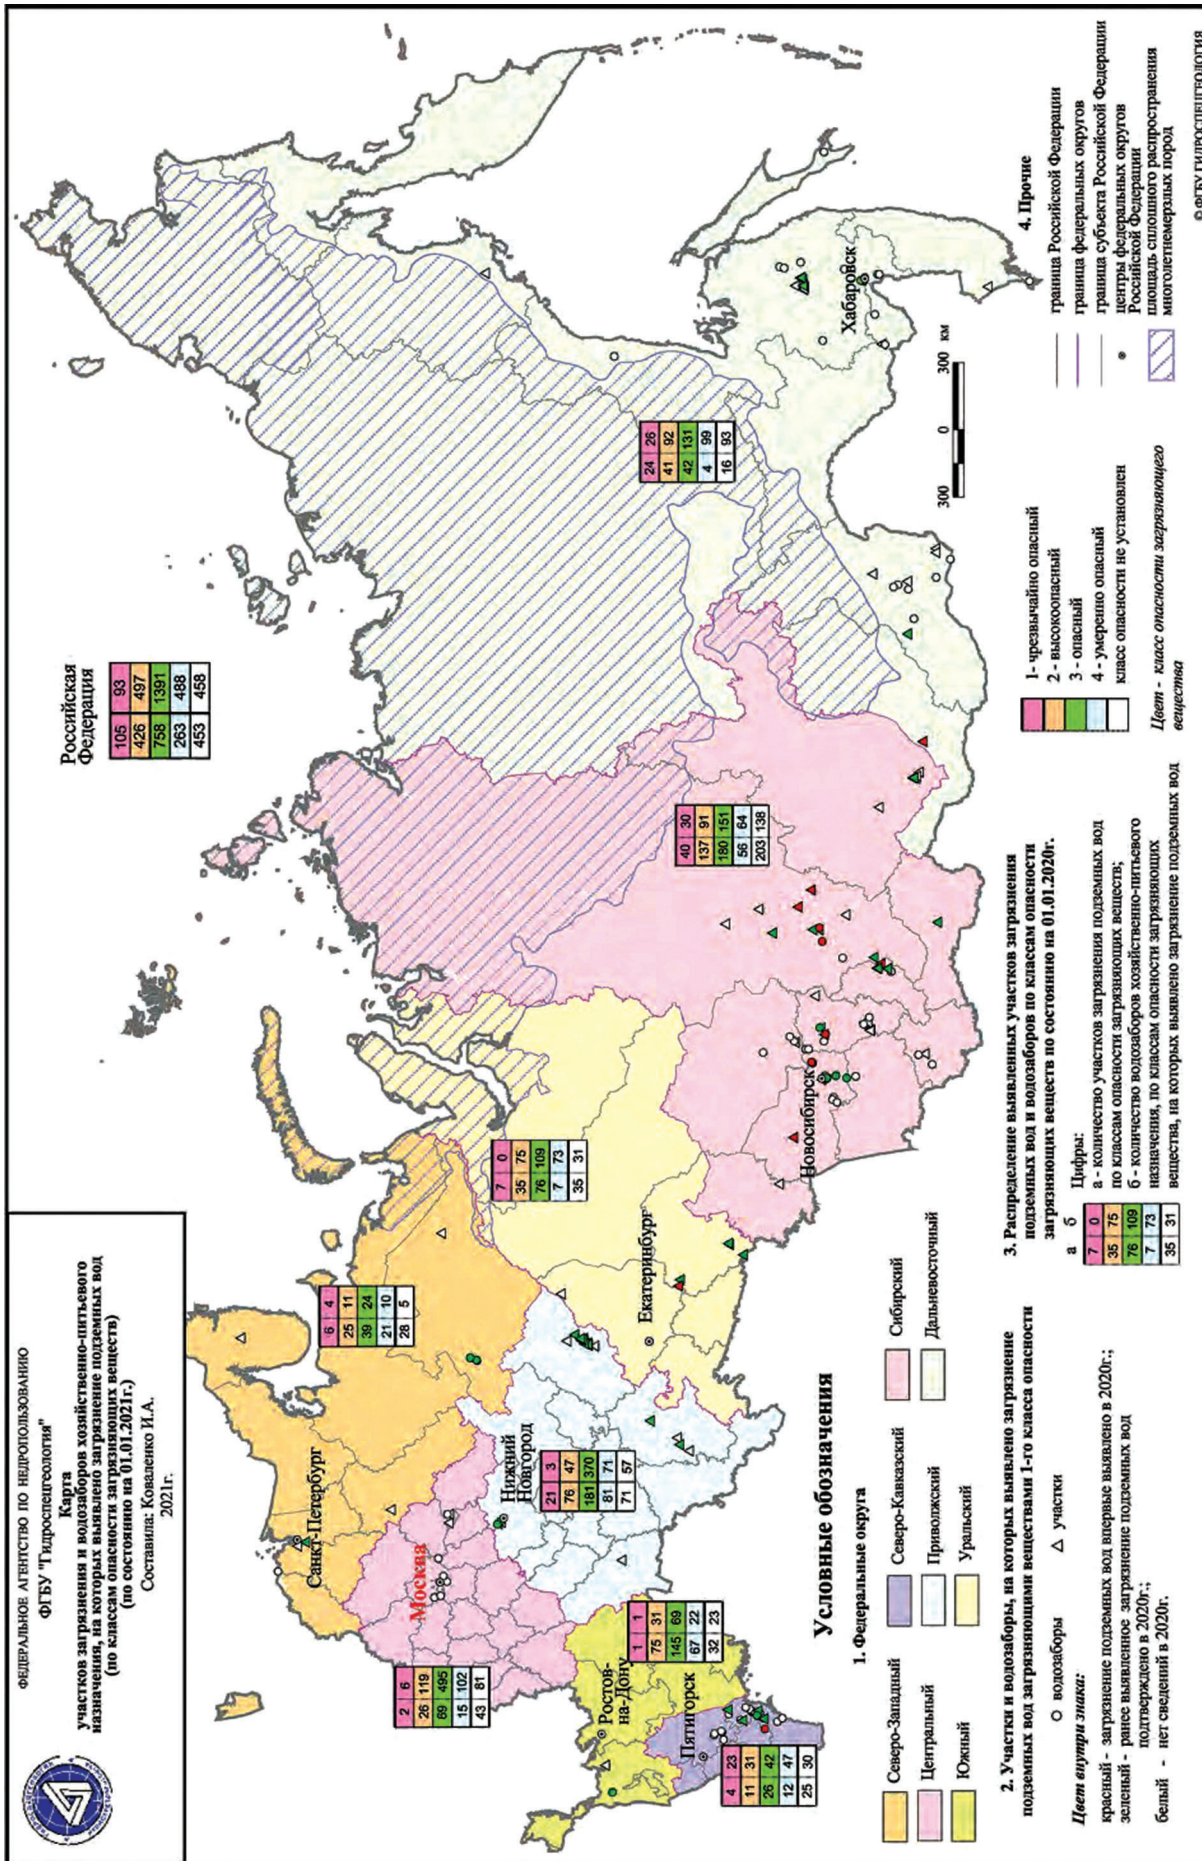 ФЕДЕРАЛЬНОЕ АГЕНТСТВО ПО НЕДРОПОЛЬЗОВАНИЮ
ФГБУ "Гидроспецгеология"
Карта
участков загрязнения и водозаборов хозяйственно-питьевого
назначения, на которых выявлено загрязнение подземных вод
(по классам опасности загрязняющих веществ)
(по состоянию на 01.01.2021г.)
Составила: Коваленко И.А.
2021г.
Российская
Федерация
105 93
426 497
758 1391
263 488
453 458
Санкт-Петербург
6 4
25 11
39 24
21 10
28 5
Москва
2 6
26 119
69 495
15 102
43 81
Нижний
Новгород
21 3
76 47
181 370
81 71
71 57
Ростов-
на-Дону
1 1
75 31
145 69
67 22
32 23
Пятигорск
4 23
11 31
26 42
12 47
25 30
Екатеринбург
7 0
35 75
76 109
7 73
35 31
Новосибирск
40 30
137 91
180 151
56 64
203 138
Хабаровск
24 26
41 92
42 131
4 99
16 93
300 0 300 км
Условные обозначения
1. Федеральные округа
Северо-Западный
Центральный
Южный
Северо-Кавказский
Приволжский
Уральский
Сибирский
Дальневосточный
2. Участки и водозаборы, на которых выявлено загрязнение
подземных вод загрязняющими веществами 1-го класса опасности
водозаборы
участки
Цвет внутри знака:
красный - загрязнение подземных вод впервые выявлено в 2020г.;
зеленый - ранее выявленное загрязнение подземных вод
подтверждено в 2020г.;
белый - нет сведений в 2020г.
3. Распределение выявленных участков загрязнения
подземных вод и водозаборов по классам опасности
загрязняющих веществ по состоянию на 01.01.2020г.
а б
7 0
35 75
76 109
7 73
35 31
Цифры:
а - количество участков загрязнения подземных вод
по классам опасности загрязняющих веществ;
б - количество водозаборов хозяйственно-питьевого
назначения, по классам опасности загрязняющих
вещества, на которых выявлено загрязнение подземных вод
1- чрезвычайно опасный
2- высокоопасный
3 - опасный
4 - умеренно опасный
класс опасности не установлен
Цвет - класс опасности загрязняющего
вещества
4. Прочие
граница Российской Федерации
граница федеральных округов
граница субъекта Российской Федерации
центры федеральных округов
Российской Федерации
площадь сплошного распространения
многолетнемерзлых пород
© ФГБУ ГИДРОСПЕЦГЕОЛОГИЯ